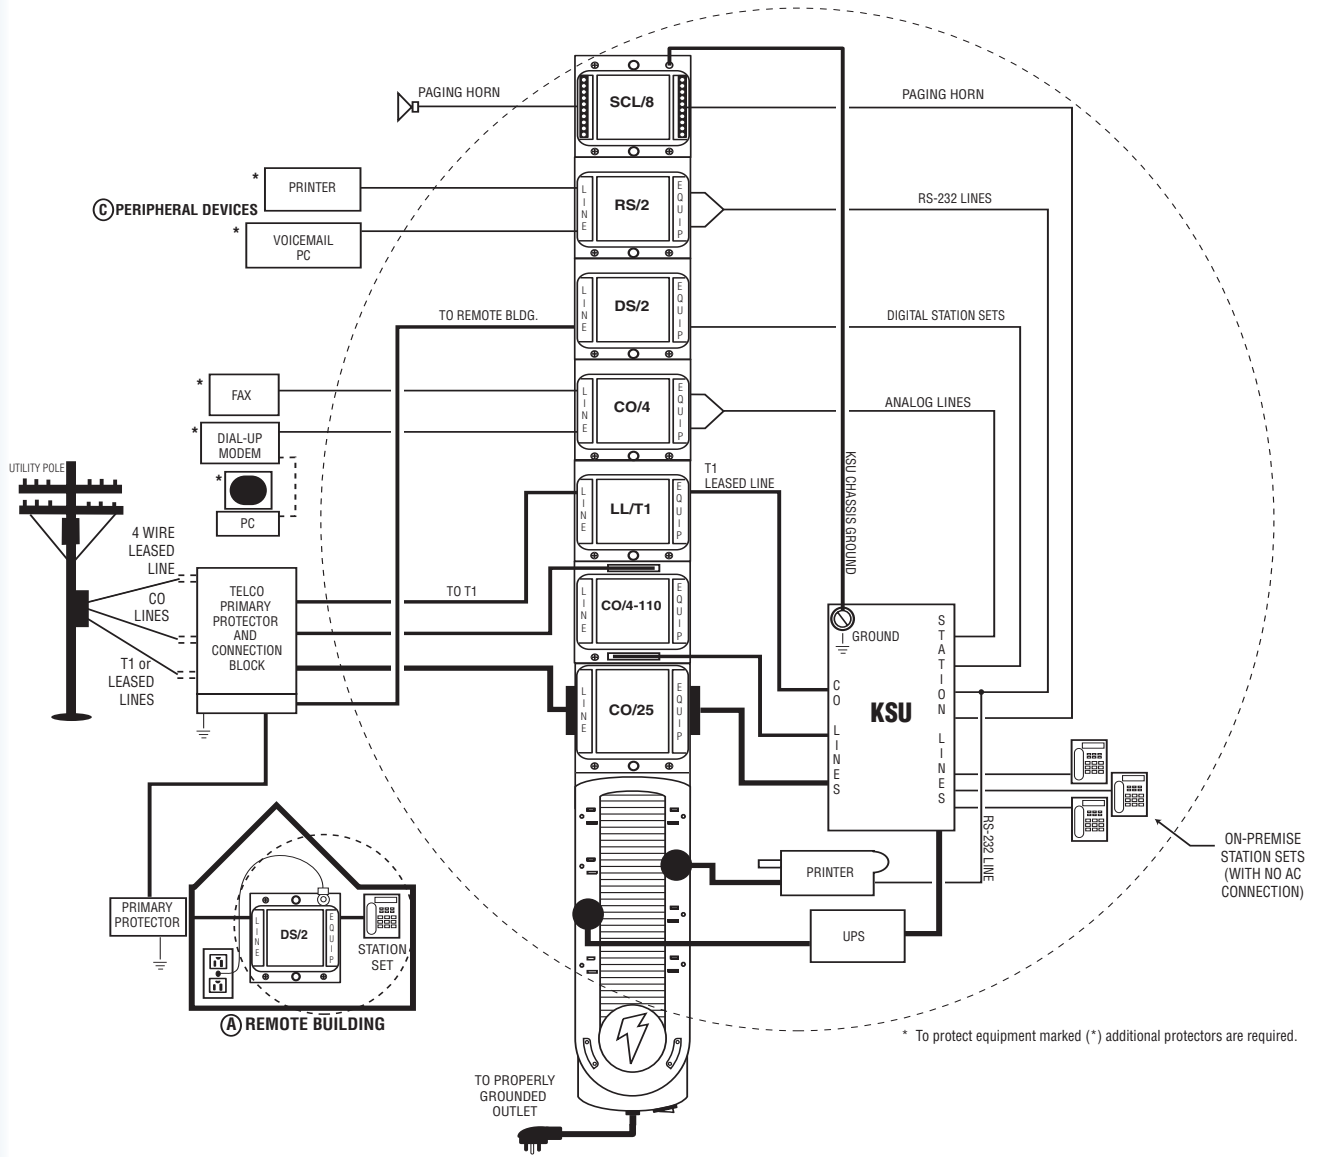 PAGING HORN
SCL/8
PAGING HORN
* PRINTER
C PERIPHERAL DEVICES
* VOICEMAIL
PC
LINE
RS/2
EQUIP
RS-232 LINES
TO REMOTE BLDG.
LINE
DS/2
EQUIP
DIGITAL STATION SETS
* FAX
* DIAL-UP
MODEM
*
PC
LINE
CO/4
EQUIP
ANALOG LINES
UTILITY POLE
LINE
LL/T1
EQUIP
T1
LEASED LINE
KSU CHASSIS GROUND
4 WIRE
LEASED
LINE
CO
LINES
T1 or
LEASED
LINES
TELCO
PRIMARY
PROTECTOR
AND
CONNECTION
BLOCK
TO T1
LINE
CO/4-110
EQUIP
LINE
CO/25
EQUIP
GROUND
CO LINES
KSU
STATION LINES
RS-232 LINE
PRINTER
UPS
ON-PREMISE
STATION SETS
(WITH NO AC
CONNECTION)
PRIMARY
PROTECTOR
LINE
DS/2
EQUIP
STATION
SET
A REMOTE BUILDING
* To protect equipment marked (*) additional protectors are required.
TO PROPERLY
GROUNDED
OUTLET